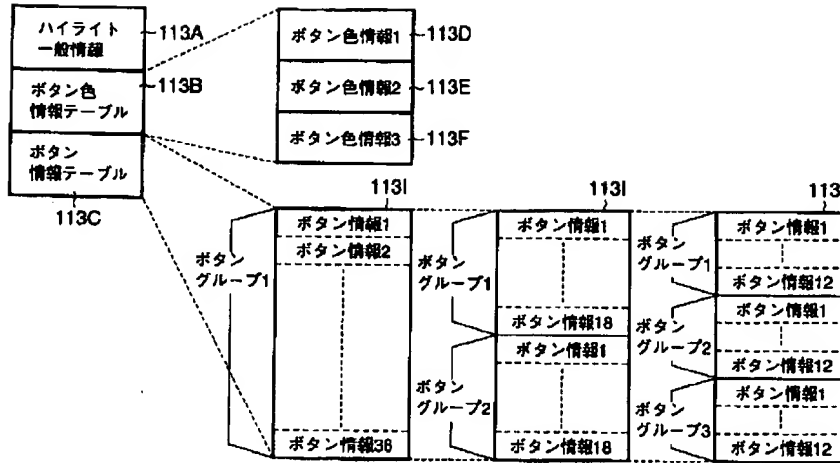 ハイライト
一般情報
113A
ボタン色
情報テーブル
113B
ボタン
情報テーブル
113C
ボタン色情報1
113D
ボタン色情報2
113E
ボタン色情報3
113F
113I
ボタン
グループ1
ボタン情報1
ボタン情報2
ボタン情報36
113I
ボタン
グループ1
ボタン情報1
ボタン情報18
ボタン
グループ2
ボタン情報1
ボタン情報18
113
ボタン
グループ1
ボタン情報1
ボタン情報12
ボタン
グループ2
ボタン情報1
ボタン情報12
ボタン
グループ3
ボタン情報1
ボタン情報12